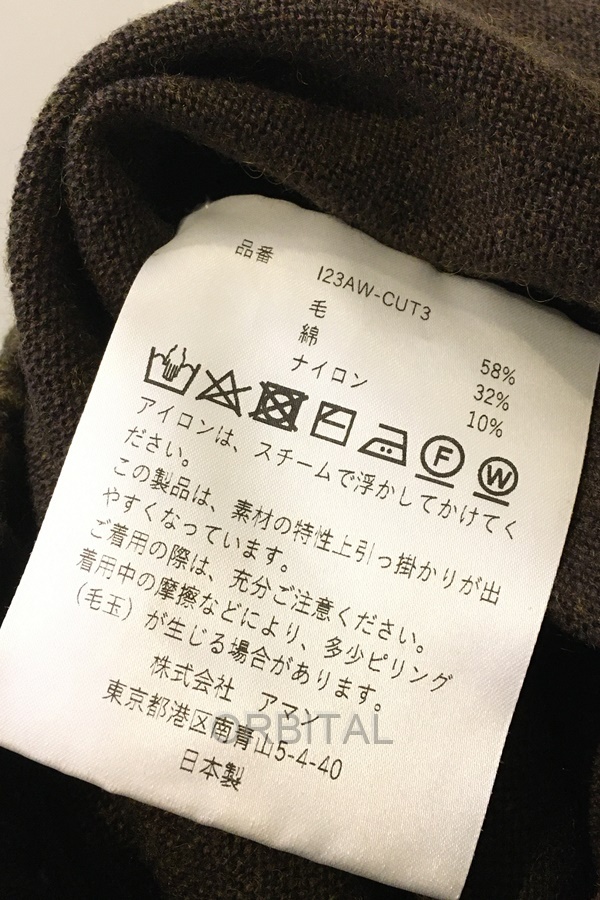 品番 I23AW-CUT3
毛 58%
綿 32%
ナイロン 10%
F W
アイロンは、スチームで浮かしてかけてく
ださい。
この製品は、素材の特性上引っ掛かりが出
やすくなっています。
ご着用の際は、充分ご注意ください。
着用中の摩擦などにより、多少ピリング
(毛玉)が生じる場合があります。
株式会社 アマン
東京都港区南青山5-4-40
日本製
ORBITAL